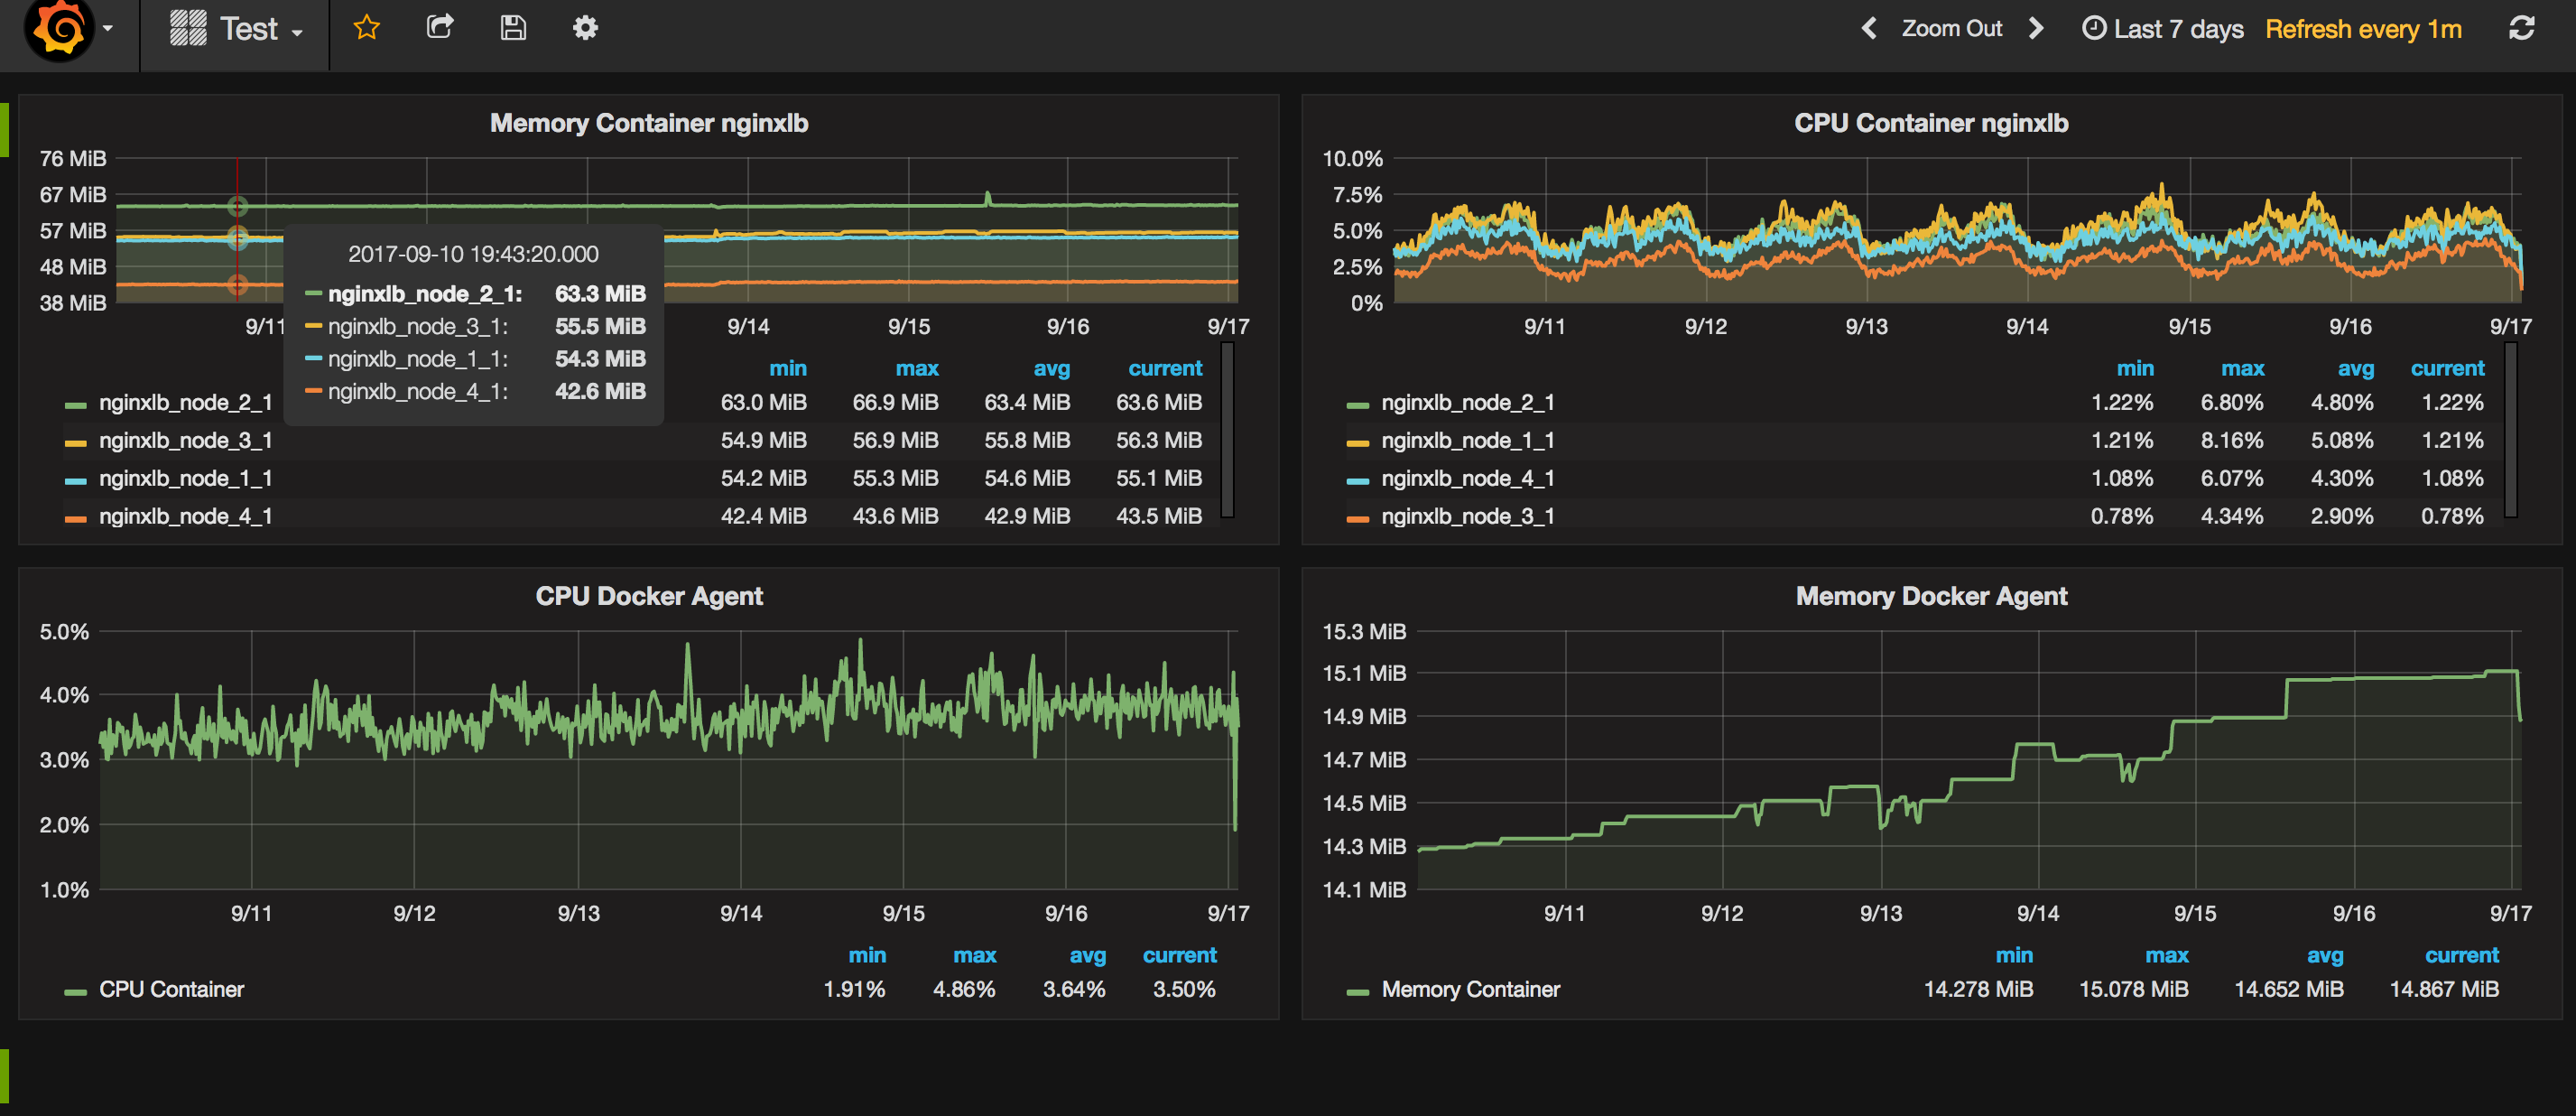 Test
Zoom Out
Last 7 days
Refresh every 1m
Memory Container nginxlb
76 MiB
67 MiB
57 MiB
48 MiB
38 MiB
9/11
9/14
9/15
9/16
9/17
2017-09-10 19:43:20.000
nginxlb_node_2_1: 63.3 MiB
nginxlb_node_3_1: 55.5 MiB
nginxlb_node_1_1: 54.3 MiB
nginxlb_node_4_1: 42.6 MiB
min max avg current
nginxlb_node_2_1 63.0 MiB 66.9 MiB 63.4 MiB 63.6 MiB
nginxlb_node_3_1 54.9 MiB 56.9 MiB 55.8 MiB 56.3 MiB
nginxlb_node_1_1 54.2 MiB 55.3 MiB 54.6 MiB 55.1 MiB
nginxlb_node_4_1 42.4 MiB 43.6 MiB 42.9 MiB 43.5 MiB
CPU Container nginxlb
10.0%
7.5%
5.0%
2.5%
0%
9/11 9/12 9/13 9/14 9/15 9/16 9/17
min max avg current
nginxlb_node_2_1 1.22% 6.80% 4.80% 1.22%
nginxlb_node_1_1 1.21% 8.16% 5.08% 1.21%
nginxlb_node_4_1 1.08% 6.07% 4.30% 1.08%
nginxlb_node_3_1 0.78% 4.34% 2.90% 0.78%
CPU Docker Agent
5.0%
4.0%
3.0%
2.0%
1.0%
9/11 9/12 9/13 9/14 9/15 9/16 9/17
min max avg current
CPU Container 1.91% 4.86% 3.64% 3.50%
Memory Docker Agent
15.3 MiB
15.1 MiB
14.9 MiB
14.7 MiB
14.5 MiB
14.3 MiB
14.1 MiB
9/11 9/12 9/13 9/14 9/15 9/16 9/17
min max avg current
Memory Container 14.278 MiB 15.078 MiB 14.652 MiB 14.867 MiB